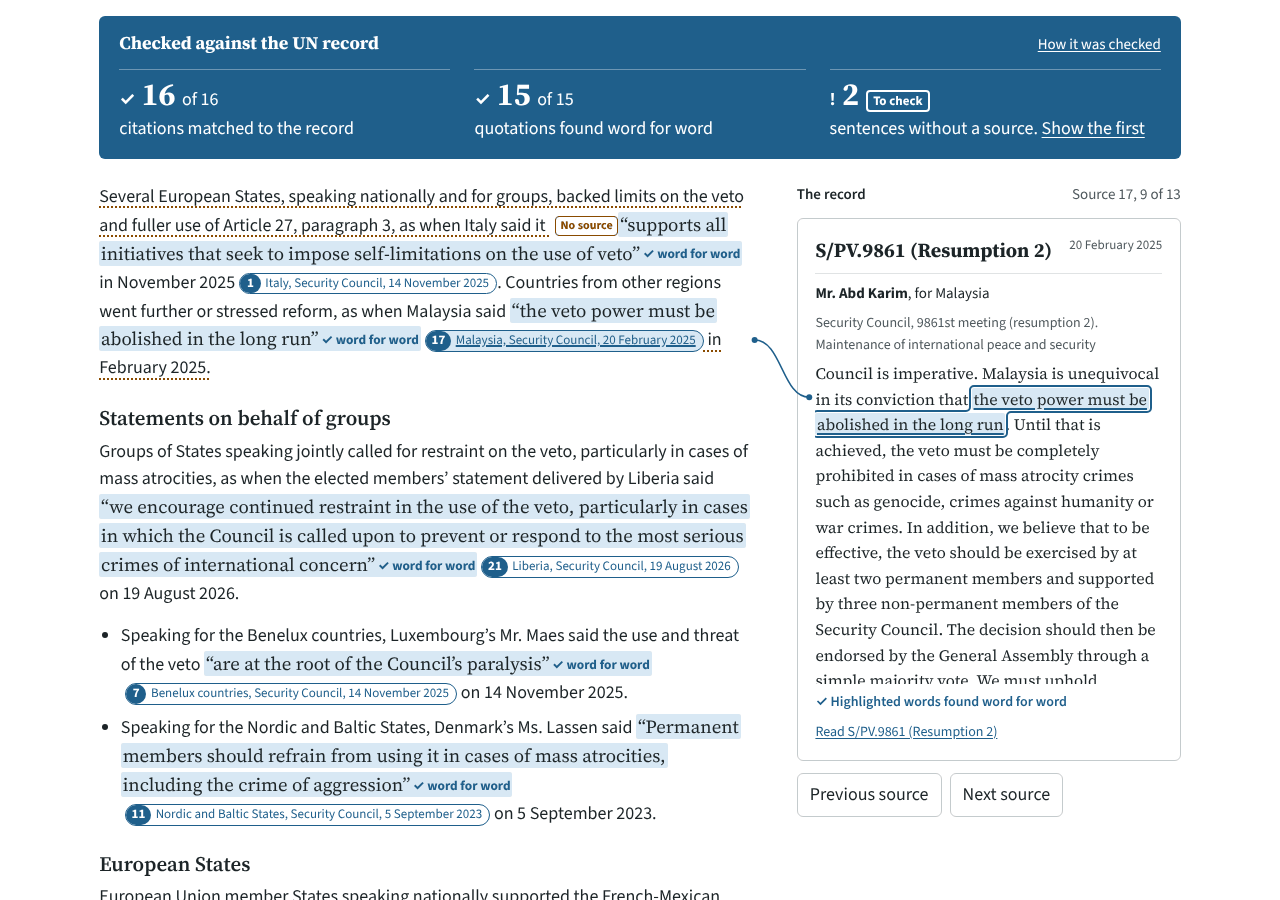 Checked against the UN record
How it was checked
✓ 16 of 16
citations matched to the record
✓ 15 of 15
quotations found word for word
! 2 To check
sentences without a source. Show the first
Several European States, speaking nationally and for groups, backed limits on the veto
and fuller use of Article 27, paragraph 3, as when Italy said it No source “supports all
initiatives that seek to impose self-limitations on the use of veto” ✓ word for word
in November 2025 1 Italy, Security Council, 14 November 2025. Countries from other regions
went further or stressed reform, as when Malaysia said “the veto power must be
abolished in the long run” ✓ word for word 17 Malaysia, Security Council, 20 February 2025 in
February 2025.
Statements on behalf of groups
Groups of States speaking jointly called for restraint on the veto, particularly in cases of
mass atrocities, as when the elected members’ statement delivered by Liberia said
“we encourage continued restraint in the use of the veto, particularly in cases
in which the Council is called upon to prevent or respond to the most serious
crimes of international concern” ✓ word for word 21 Liberia, Security Council, 19 August 2026
on 19 August 2026.
• Speaking for the Benelux countries, Luxembourg’s Mr. Maes said the use and threat
of the veto “are at the root of the Council’s paralysis” ✓ word for word
7 Benelux countries, Security Council, 14 November 2025 on 14 November 2025.
• Speaking for the Nordic and Baltic States, Denmark’s Ms. Lassen said “Permanent
members should refrain from using it in cases of mass atrocities,
including the crime of aggression” ✓ word for word
11 Nordic and Baltic States, Security Council, 5 September 2023 on 5 September 2023.
European States
European Union member States speaking nationally supported the French-Mexican
The record
Source 17, 9 of 13
S/PV.9861 (Resumption 2)
20 February 2025
Mr. Abd Karim, for Malaysia
Security Council, 9861st meeting (resumption 2).
Maintenance of international peace and security
Council is imperative. Malaysia is unequivocal
in its conviction that the veto power must be
abolished in the long run. Until that is
achieved, the veto must be completely
prohibited in cases of mass atrocity crimes
such as genocide, crimes against humanity or
war crimes. In addition, we believe that to be
effective, the veto should be exercised by at
least two permanent members and supported
by three non-permanent members of the
Security Council. The decision should then be
endorsed by the General Assembly through a
simple majority vote. We must uphold
✓ Highlighted words found word for word
Read S/PV.9861 (Resumption 2)
Previous source
Next source